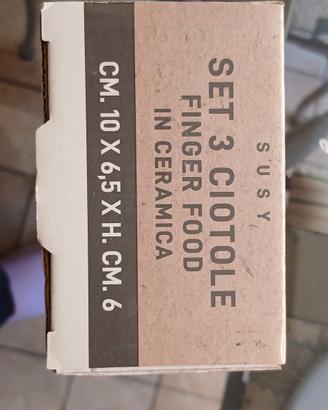 SUSY
SET 3 CIOTOLE
FINGER FOOD
IN CERAMICA
CM. 10 X 6,5 X H. CM. 6